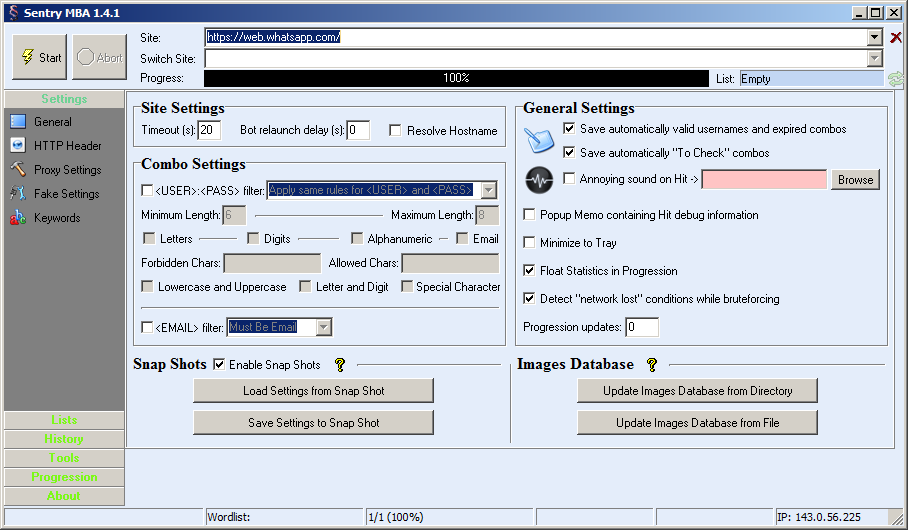 Sentry MBA 1.4.1
Start
Abort
Site: https://web.whatsapp.com/
Switch Site:
Progress: 100% List: Empty
Settings
General
HTTP Header
Proxy Settings
Fake Settings
Keywords
Lists
History
Tools
Progression
About
Site Settings
Timeout (s): 20 Bot relaunch delay (s): 0 Resolve Hostname
Combo Settings
<USER>:<PASS> filter: Apply same rules for <USER> and <PASS>
Minimum Length: 6 Maximum Length: 8
Letters Digits Alphanumeric Email
Forbidden Chars: Allowed Chars:
Lowercase and Uppercase Letter and Digit Special Character
<EMAIL> filter: Must Be Email
Snap Shots Enable Snap Shots ?
Load Settings from Snap Shot
Save Settings to Snap Shot
General Settings
Save automatically valid usernames and expired combos
Save automatically "To Check" combos
Annoying sound on Hit -> Browse
Popup Memo containing Hit debug information
Minimize to Tray
Float Statistics in Progression
Detect "network lost" conditions while bruteforcing
Progression updates: 0
Images Database ?
Update Images Database from Directory
Update Images Database from File
Wordlist: 1/1 (100%) IP: 143.0.56.225